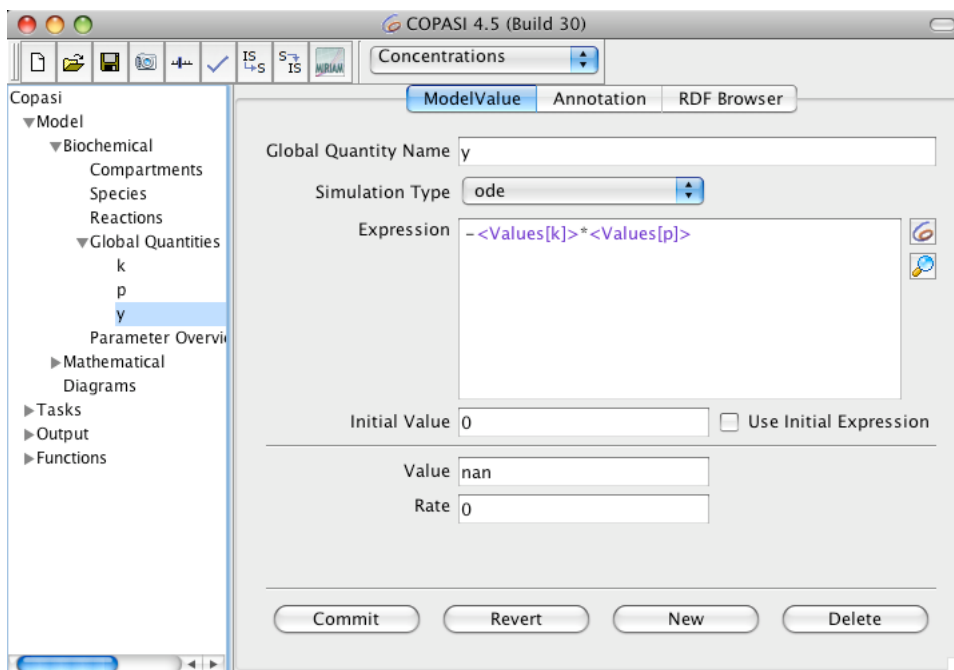 COPASI 4.5 (Build 30)
IS S S IS MIRIAM Concentrations
Copasi
Model
Biochemical
Compartments
Species
Reactions
Global Quantities
k
p
y
Parameter Overvie
Mathematical
Diagrams
Tasks
Output
Functions
ModelValue Annotation RDF Browser
Global Quantity Name y
Simulation Type ode
Expression -<Values[k]>*<Values[p]>
Initial Value 0 Use Initial Expression
Value nan
Rate 0
Commit Revert New Delete